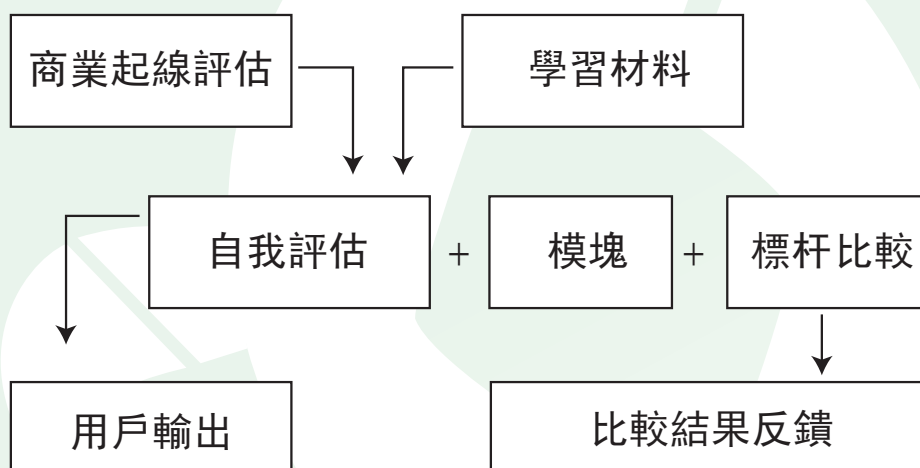 商業起線評估
學習材料
自我評估 + 模塊 + 標杆比較
用戶輸出
比較結果反饋